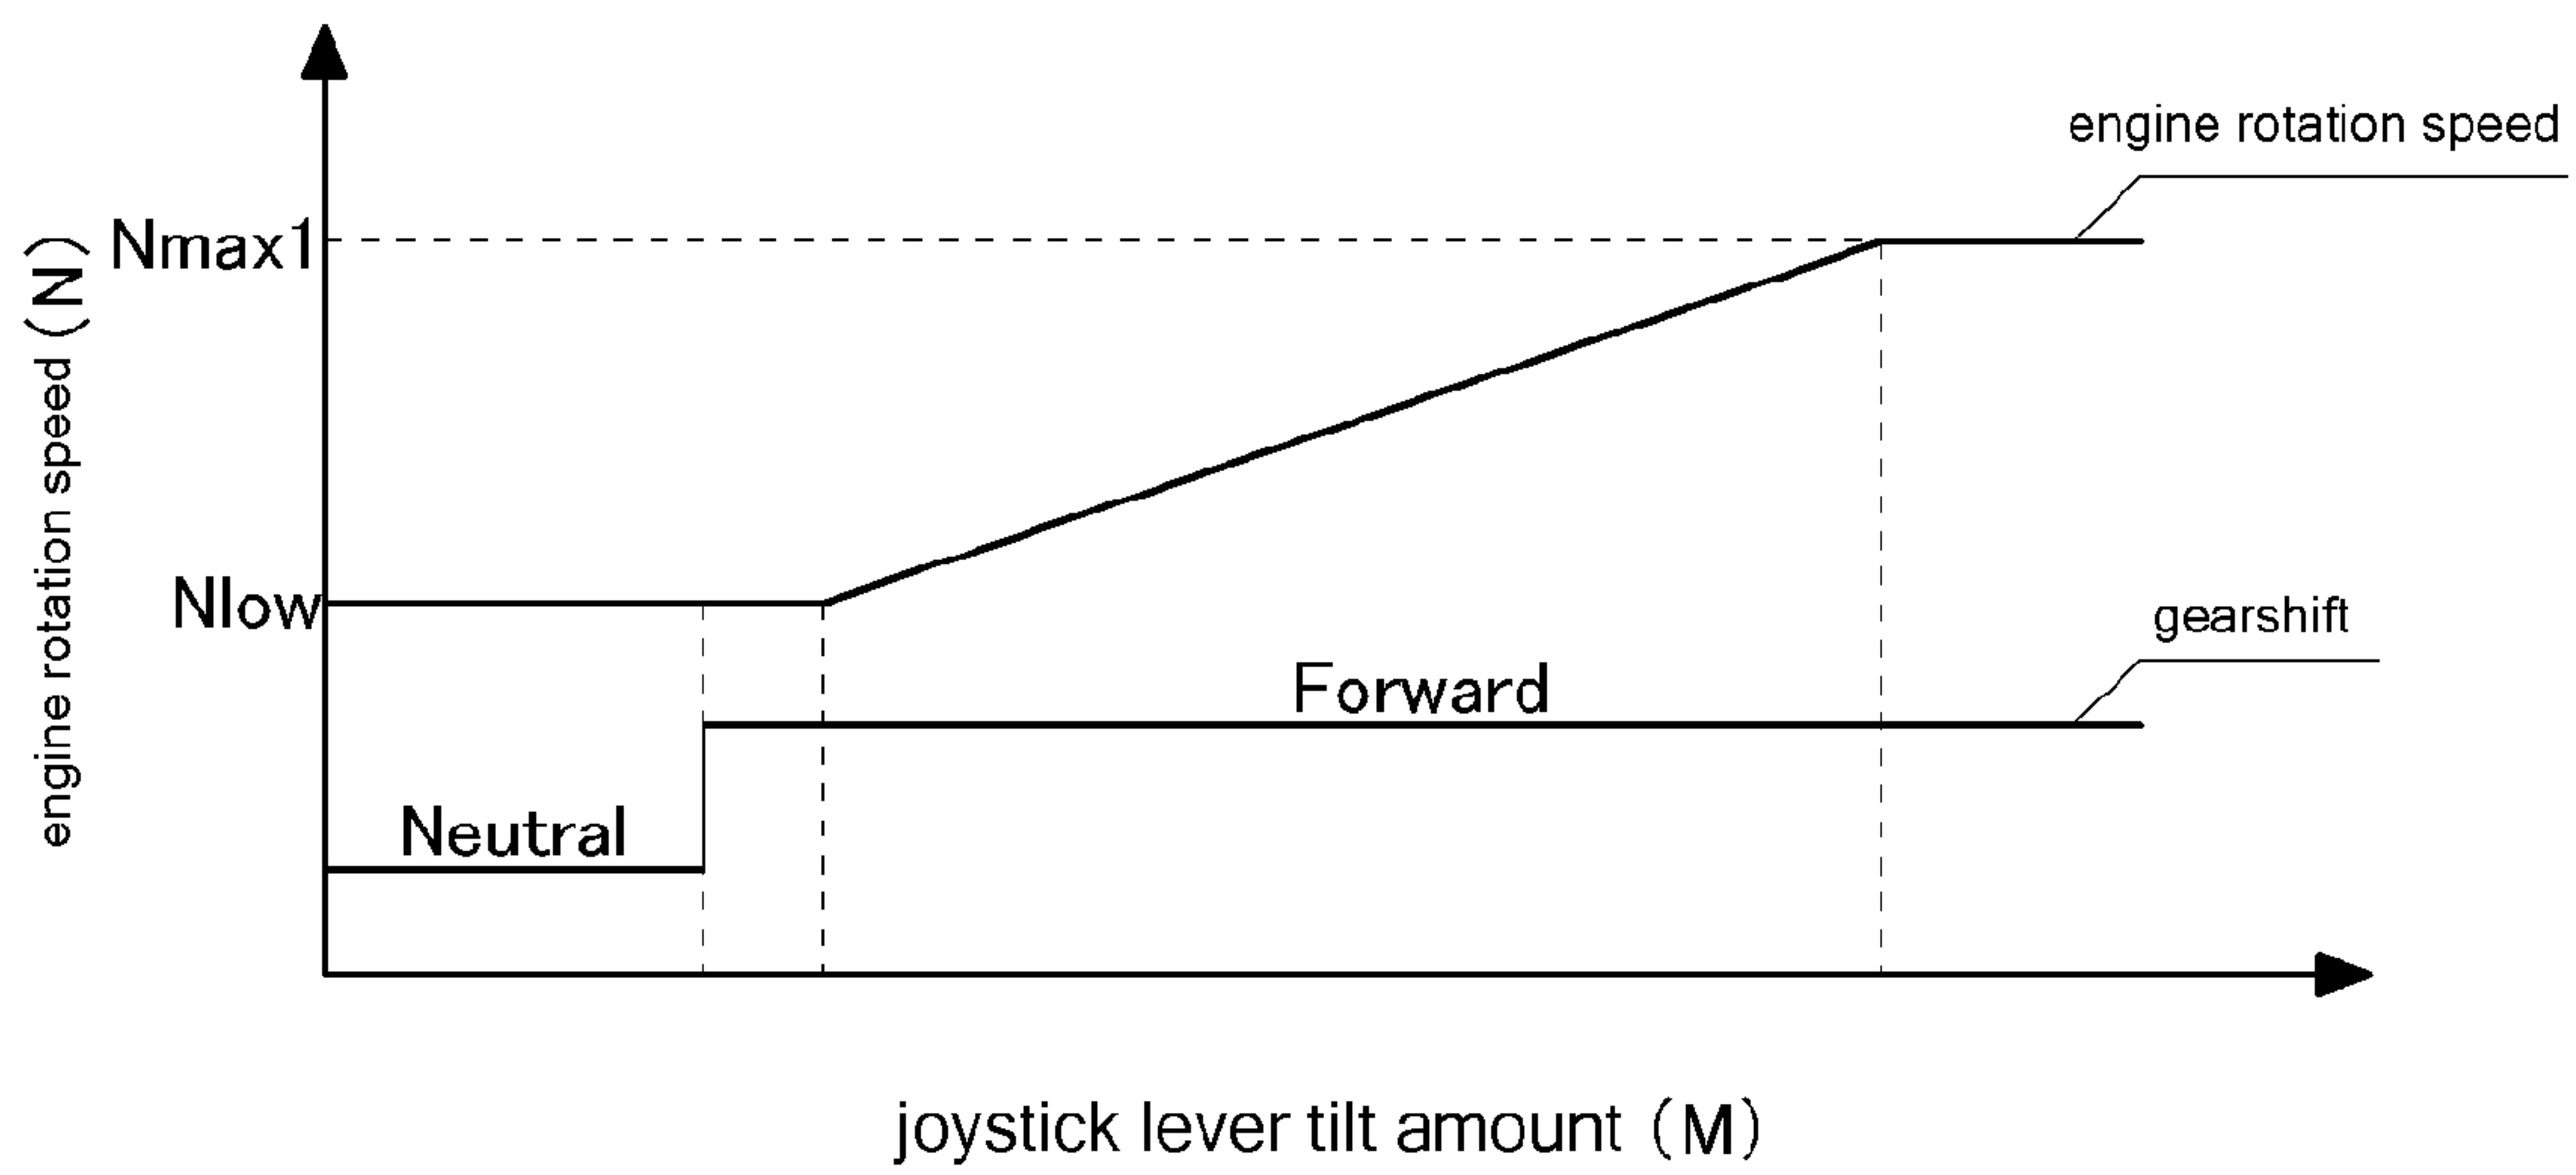 engine rotation speed
Nmax1
engine rotation speed (N)
Nlow
gearshift
Forward
Neutral
joystick lever tilt amount (M)